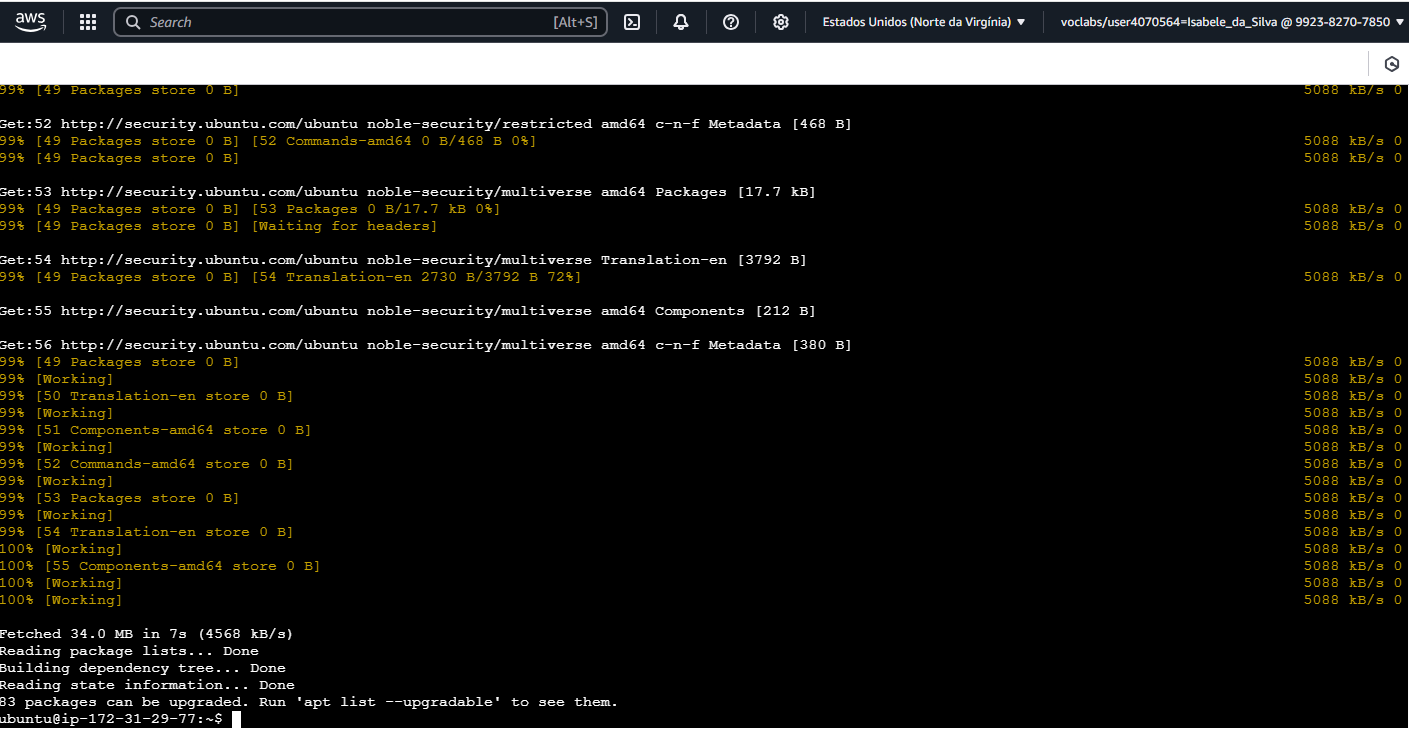 aws
Search [Alt+S] Estados Unidos (Norte da Virgínia) voclabs/user4070564=Isabele_da_Silva @ 9923-8270-7850
99% [49 Packages store 0 B] 5088 kB/s 0
Get:52 http://security.ubuntu.com/ubuntu noble-security/restricted amd64 c-n-f Metadata [468 B]
99% [49 Packages store 0 B] [52 Commands-amd64 0 B/468 B 0%] 5088 kB/s 0
99% [49 Packages store 0 B] 5088 kB/s 0
Get:53 http://security.ubuntu.com/ubuntu noble-security/multiverse amd64 Packages [17.7 kB]
99% [49 Packages store 0 B] [53 Packages 0 B/17.7 kB 0%] 5088 kB/s 0
99% [49 Packages store 0 B] [Waiting for headers] 5088 kB/s 0
Get:54 http://security.ubuntu.com/ubuntu noble-security/multiverse Translation-en [3792 B]
99% [49 Packages store 0 B] [54 Translation-en 2730 B/3792 B 72%] 5088 kB/s 0
Get:55 http://security.ubuntu.com/ubuntu noble-security/multiverse amd64 Components [212 B]
Get:56 http://security.ubuntu.com/ubuntu noble-security/multiverse amd64 c-n-f Metadata [380 B]
99% [49 Packages store 0 B] 5088 kB/s 0
99% [Working] 5088 kB/s 0
99% [50 Translation-en store 0 B] 5088 kB/s 0
99% [Working] 5088 kB/s 0
99% [51 Components-amd64 store 0 B] 5088 kB/s 0
99% [Working] 5088 kB/s 0
99% [52 Commands-amd64 store 0 B] 5088 kB/s 0
99% [Working] 5088 kB/s 0
99% [53 Packages store 0 B] 5088 kB/s 0
99% [Working] 5088 kB/s 0
99% [54 Translation-en store 0 B] 5088 kB/s 0
100% [Working] 5088 kB/s 0
100% [55 Components-amd64 store 0 B] 5088 kB/s 0
100% [Working] 5088 kB/s 0
100% [Working] 5088 kB/s 0
Fetched 34.0 MB in 7s (4568 kB/s)
Reading package lists... Done
Building dependency tree... Done
Reading state information... Done
83 packages can be upgraded. Run 'apt list --upgradable' to see them.
ubuntu@ip-172-31-29-77:~$